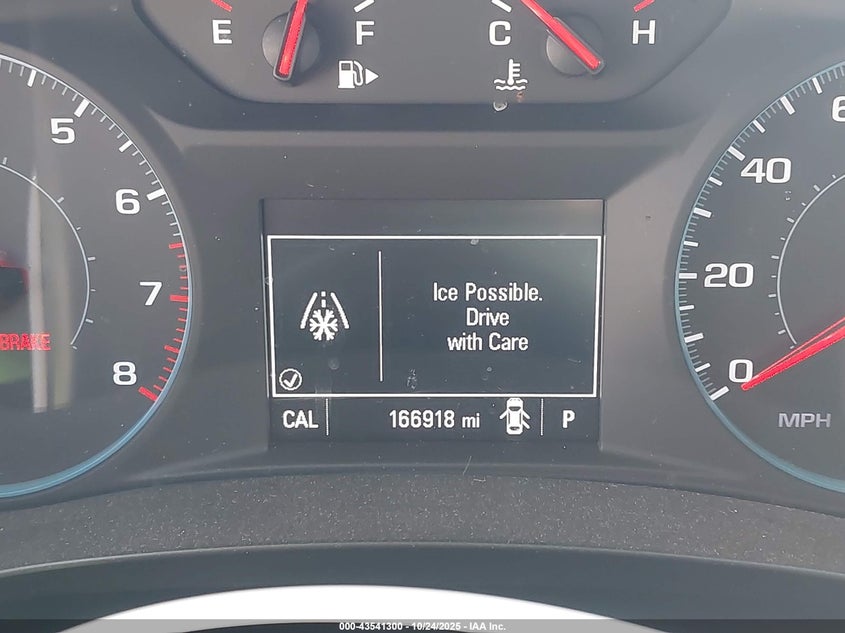 E F C H
5
6
7
8
BRAKE
40
20
0
MPH
Ice Possible.
Drive
with Care
CAL 166918 mi P
000-43541300 - 10/24/2025 - IAA Inc.